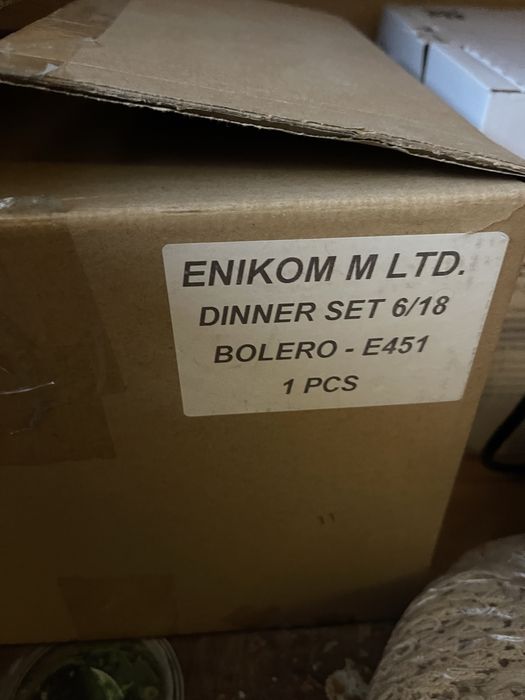 ENIKOM M LTD.
DINNER SET 6/18
BOLERO - E451
1 PCS